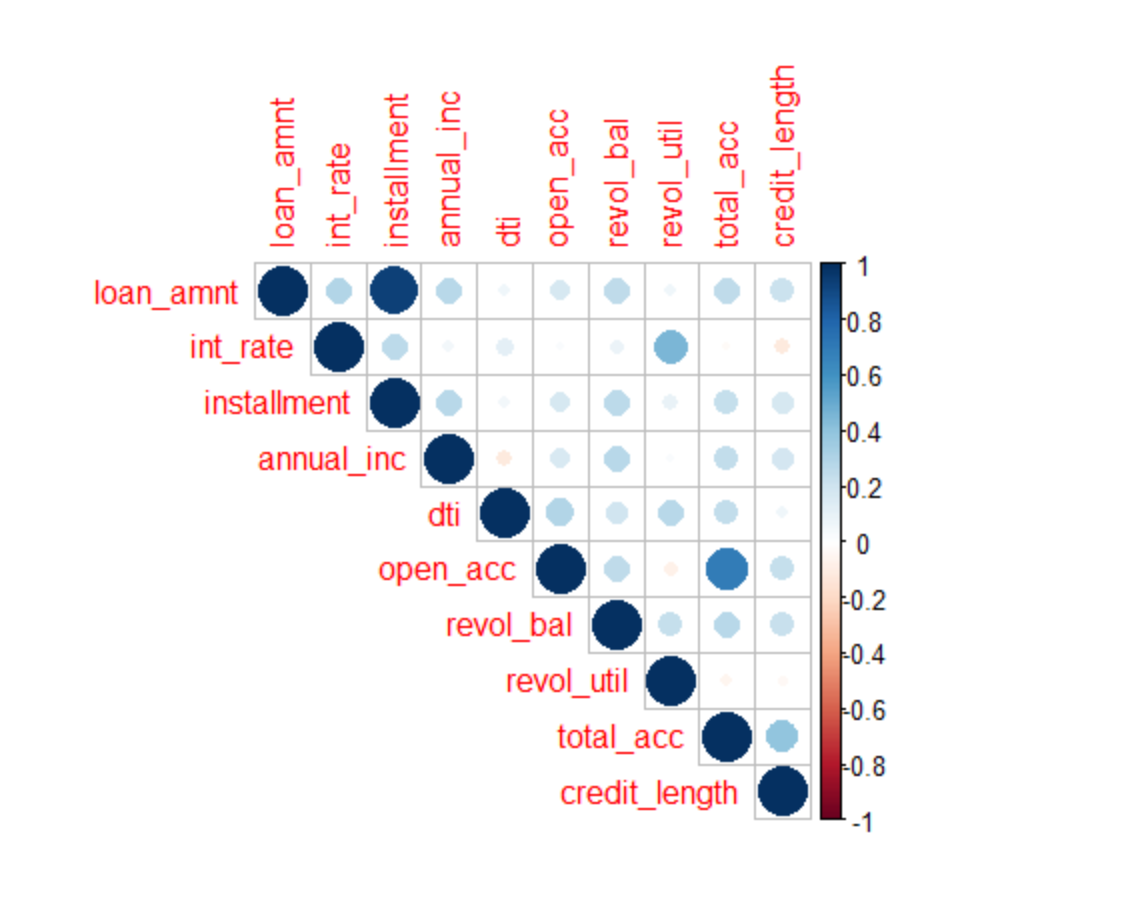 loan_amnt
int_rate
installment
annual_inc
dti
open_acc
revol_bal
revol_util
total_acc
credit_length
loan_amnt
int_rate
installment
annual_inc
dti
open_acc
revol_bal
revol_util
total_acc
credit_length
1
0.8
0.6
0.4
0.2
0
-0.2
-0.4
-0.6
-0.8
-1